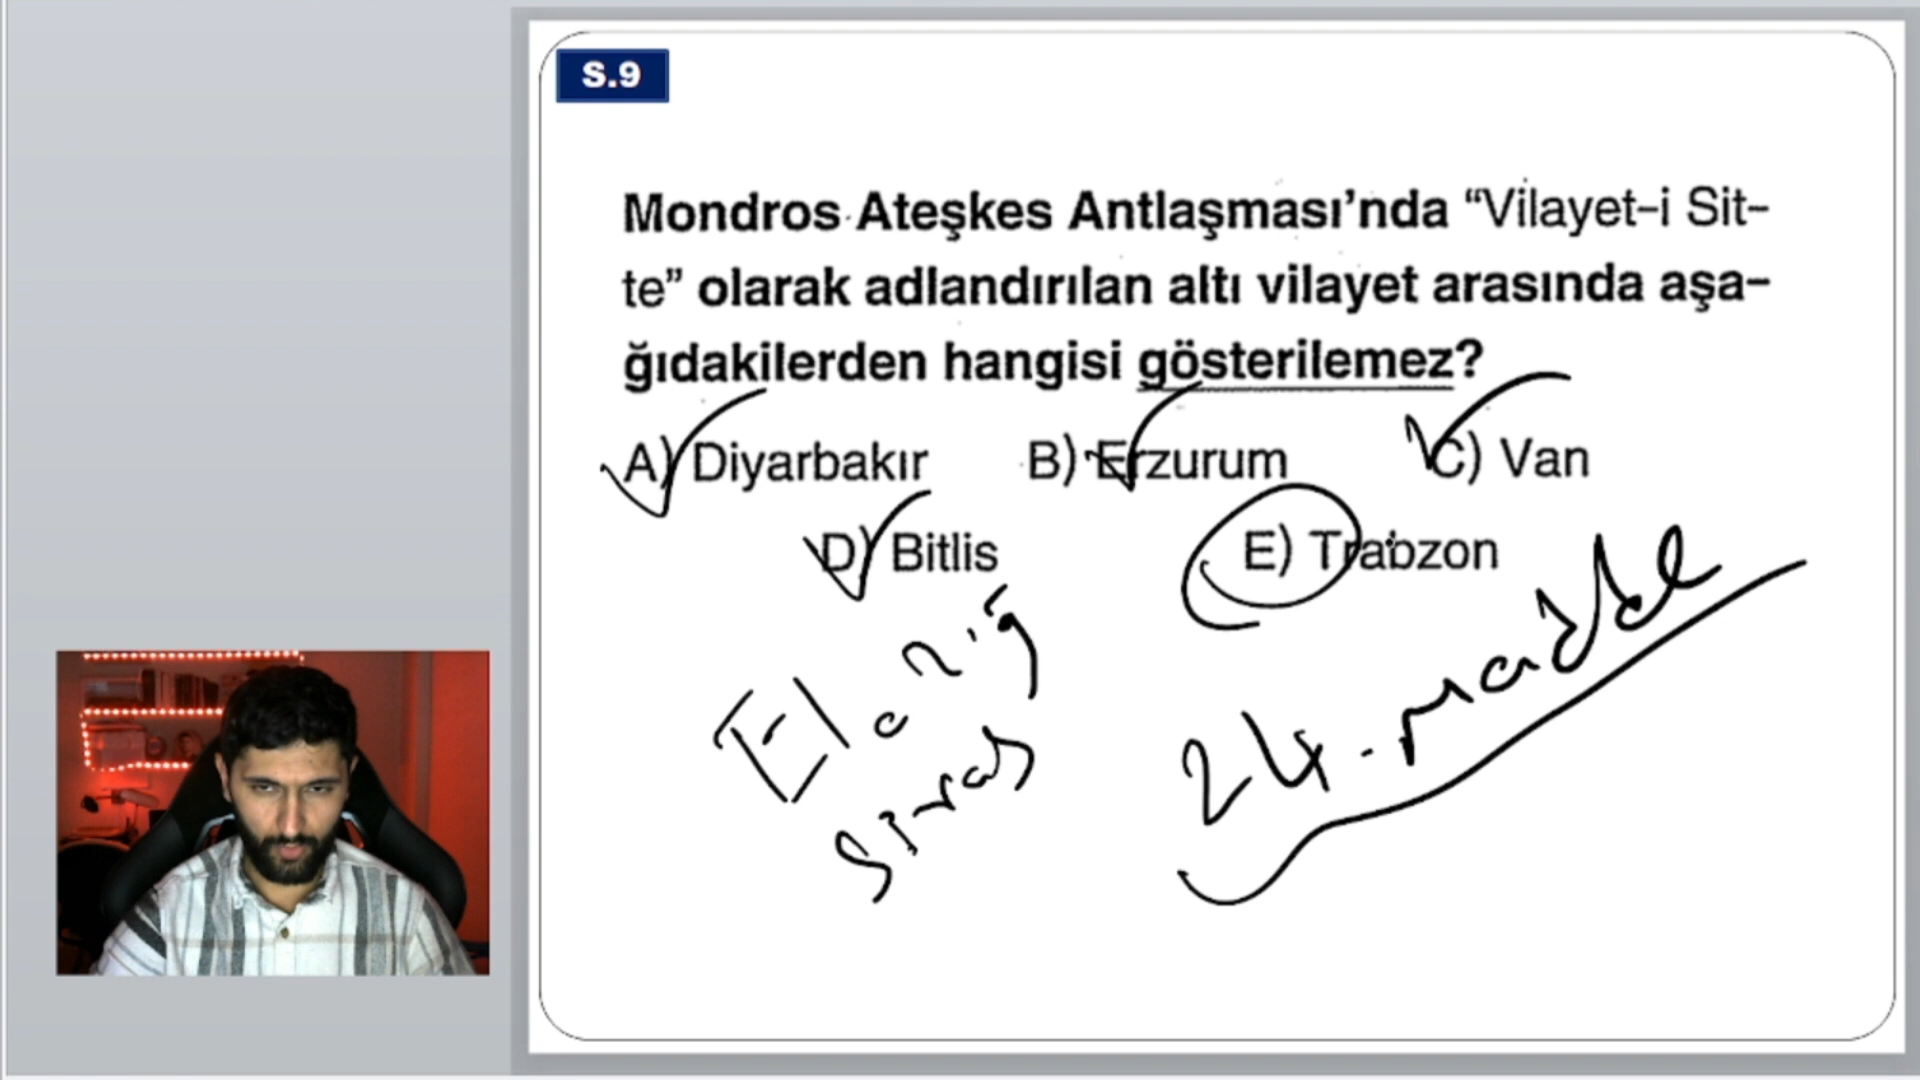 S.9
Mondros Ateşkes Antlaşması’nda “Vilayet-i Sit-
te” olarak adlandırılan altı vilayet arasında aşa-
ğıdakilerden hangisi gösterilemez?
A) Diyarbakır B) Erzurum C) Van
D) Bitlis E) Trabzon
Elazığ
sivas
24. madde